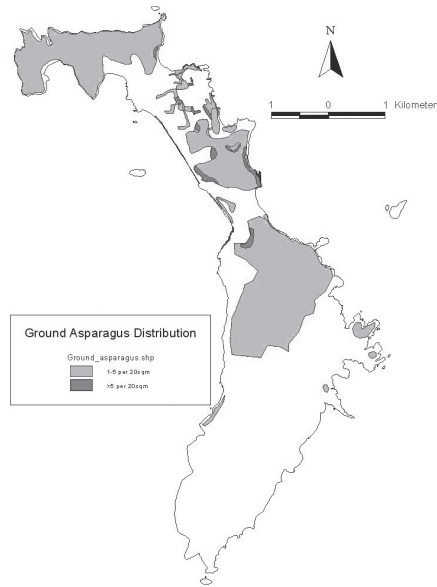 N
1 0 1 Kilometer
Ground Asparagus Distribution
Ground_asparagus.shp
1-5 per 20sqm
>5 per 20sqm